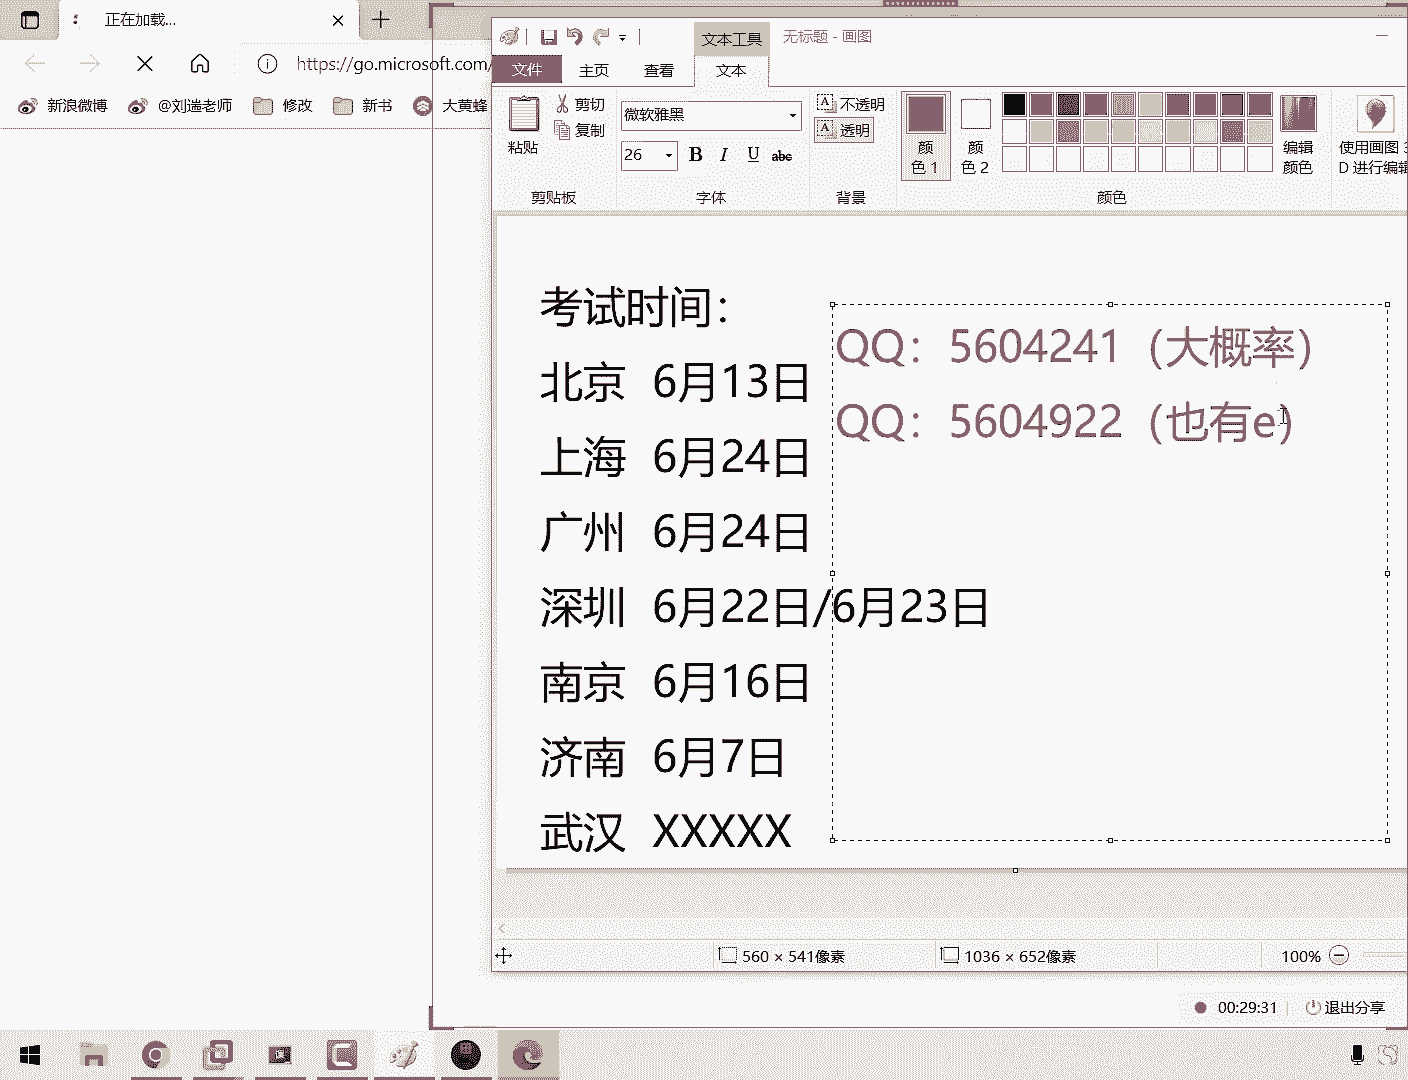 正在加载...
https://go.microsoft.com/
新浪微博 @刘遄老师 修改 新书 大黄蜂
文本工具 无标题 - 画图
文件 主页 查看 文本
粘贴 剪切 复制
剪贴板
微软雅黑
26 B I U abc
字体
不透明
透明
背景
颜色 1
颜色 2
编辑颜色
颜色
使用画图 3
D 进行编辑
考试时间：
北京 6月13日
上海 6月24日
广州 6月24日
深圳 6月22日/6月23日
南京 6月16日
济南 6月7日
武汉 XXXXX
QQ：5604241（大概率）
QQ：5604922（也有e）
560 × 541像素 1036 × 652像素 100%
00:29:31 退出分享